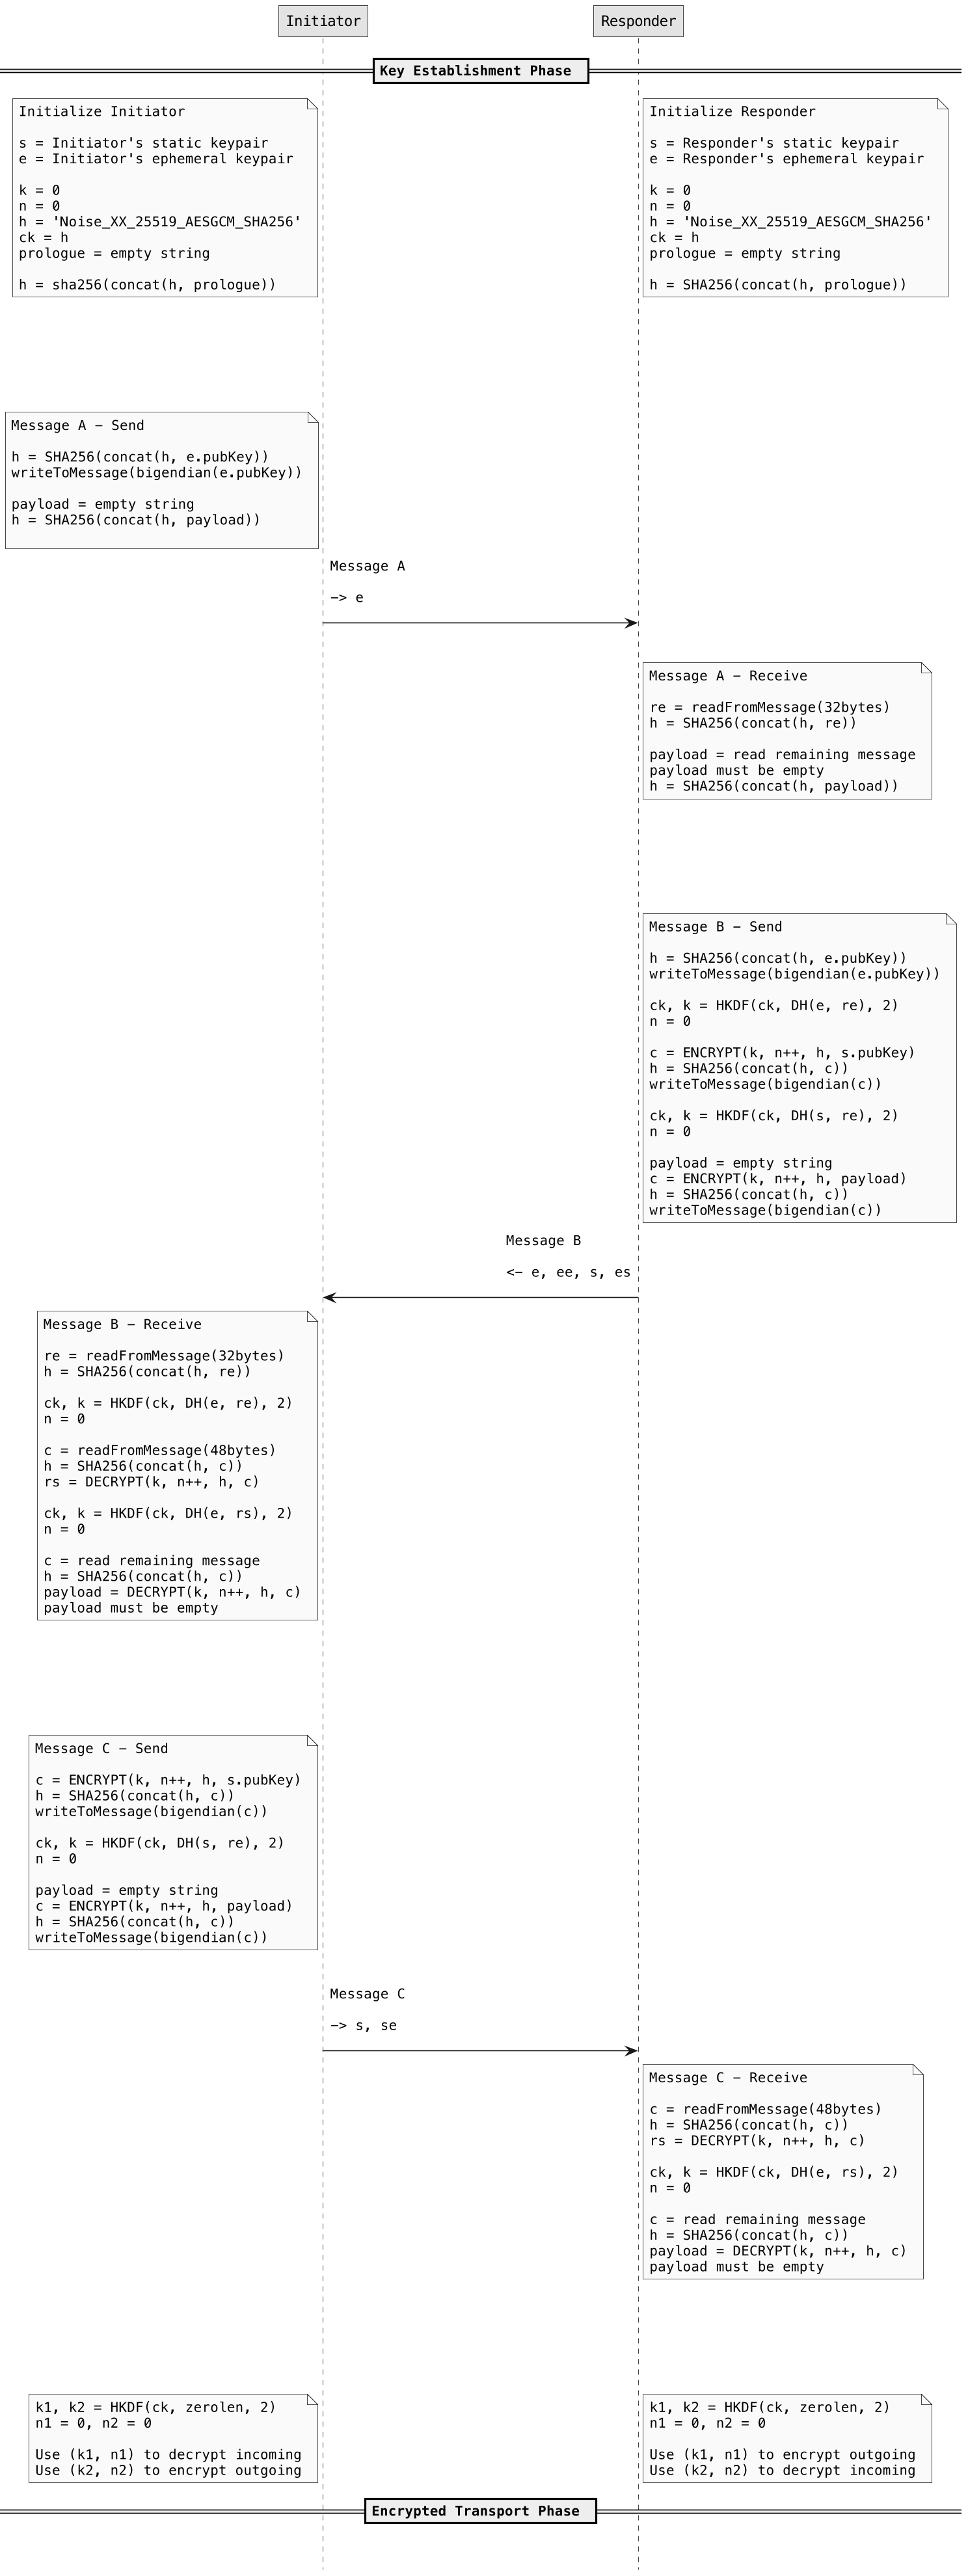 Initiator
Responder
Key Establishment Phase
Initialize Initiator
s = Initiator's static keypair
e = Initiator's ephemeral keypair
k = 0
n = 0
h = 'Noise_XX_25519_AESGCM_SHA256'
ck = h
prologue = empty string
h = sha256(concat(h, prologue))
Initialize Responder
s = Responder's static keypair
e = Responder's ephemeral keypair
k = 0
n = 0
h = 'Noise_XX_25519_AESGCM_SHA256'
ck = h
prologue = empty string
h = SHA(concat(h, prologue))
Message A – Send
h = SHA256(concat(h, e.pubKey))
writeToMessage(bigendian(e.pubKey))
payload = empty string
h = SHA256(concat(h, payload))
Message A
–> e
Message A – Receive
re = readFromMessage(32bytes)
h = SHA256(concat(h, re))
payload = read remaining message
payload must be empty
h = SHA256(concat(h, payload))
Message B – Send
h = SHA256(concat(h, e.pubKey))
writeToMessage(bigendian(e.pubKey))
ck, k = HKDF(ck, DH(e, re), 2)
n = 0
c = ENCRYPT(k, n++, h, s.pubKey)
h = SHA256(concat(h, c))
writeToMessage(bigendian(c))
ck, k = HKDF(ck, DH(s, re), 2)
n = 0
payload = empty string
c = ENCRYPT(k, n++, h, payload)
h = SHA256(concat(h, c))
writeToMessage(bigendian(c))
Message B
<– e, ee, s, es
Message B – Receive
re = readFromMessage(32bytes)
h = SHA256(concat(h, re))
ck, k = HKDF(ck, DH(e, re), 2)
n = 0
c = readFromMessage(48bytes)
h = SHA256(concat(h, c))
rs = DECRYPT(k, n++, h, c)
ck, k = HKDF(ck, DH(e, rs), 2)
n = 0
c = read remaining message
h = SHA256(concat(h, c))
payload = DECRYPT(k, n++, h, c)
payload must be empty
Message C – Send
c = ENCRYPT(k, n++, h, s.pubKey)
h = SHA256(concat(h, c))
writeToMessage(bigendian(c))
ck, k = HKDF(ck, DH(s, re), 2)
n = 0
payload = empty string
c = ENCRYPT(k, n++, h, payload)
h = SHA256(concat(h, c))
writeToMessage(bigendian(c))
Message C
–> s, se
Message C – Receive
c = readFromMessage(48bytes)
h = SHA256(concat(h, c))
rs = DECRYPT(k, n++, h, c)
ck, k = HKDF(ck, DH(e, rs), 2)
n = 0
c = read remaining message
h = SHA256(concat(h, c))
payload = DECRYPT(k, n++, h, c)
payload must be empty
k1, k2 = HKDF(ck, zerolen, 2)
n1 = 0, n2 = 0
Use (k1, n1) to decrypt incoming
Use (k2, n2) to encrypt outgoing
k1, k2 = HKDF(ck, zerolen, 2)
n1 = 0, n2 = 0
Use (k1, n1) to encrypt outgoing
Use (k2, n2) to decrypt incoming
Encrypted Transport Phase